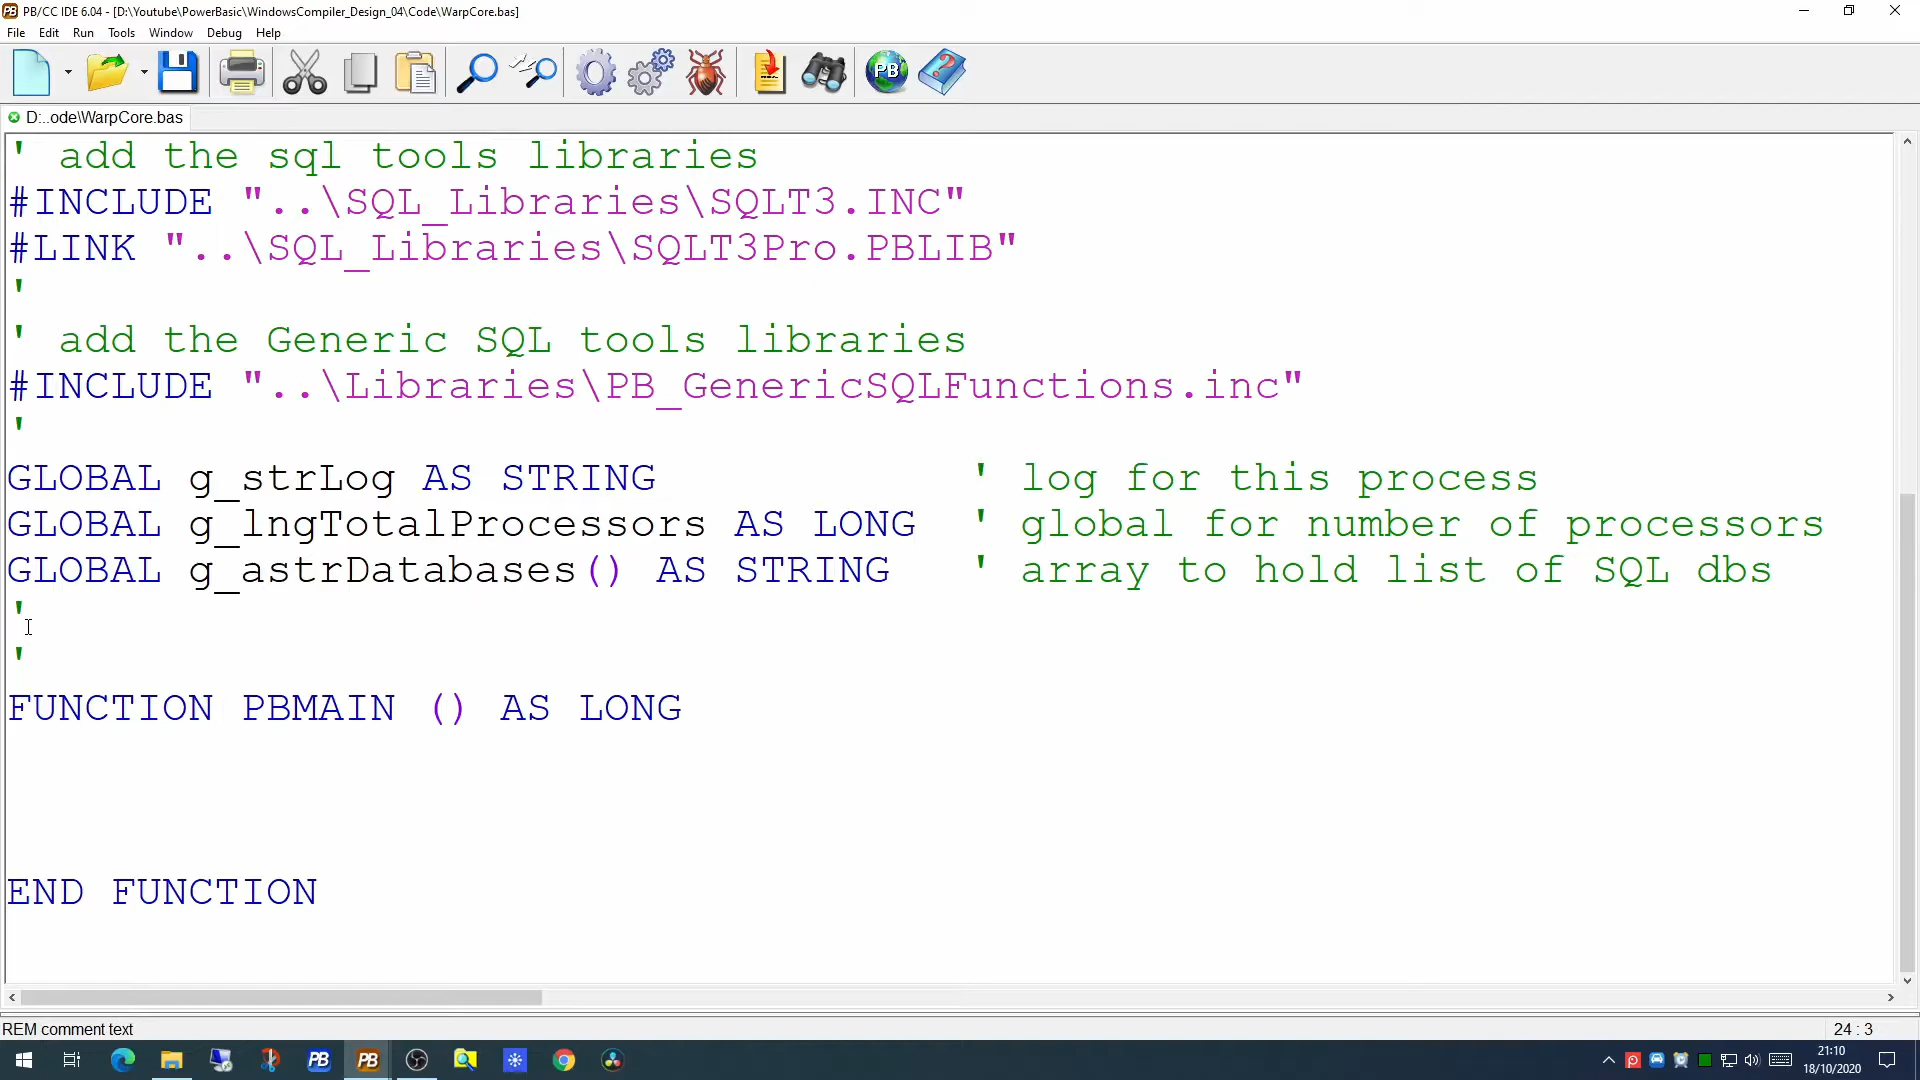 PB/CC IDE 6.04 - [D:\Youtube\PowerBasic\WindowsCompiler_Design_04\Code\WarpCore.bas]
File Edit Run Tools Window Debug Help
PB
D:..ode\WarpCore.bas
' add the sql tools libraries
#INCLUDE "..\SQL_Libraries\SQLT3.INC"
#LINK "..\SQL_Libraries\SQLT3Pro.PBLIB"
'
' add the Generic SQL tools libraries
#INCLUDE "..\Libraries\PB_GenericSQLFunctions.inc"
'
GLOBAL g_strLog AS STRING ' log for this process
GLOBAL g_lngTotalProcessors AS LONG ' global for number of processors
GLOBAL g_astrDatabases() AS STRING ' array to hold list of SQL dbs
'
'
FUNCTION PBMAIN () AS LONG
END FUNCTION
REM comment text 24 : 3
PB PB
21:10
18/10/2020